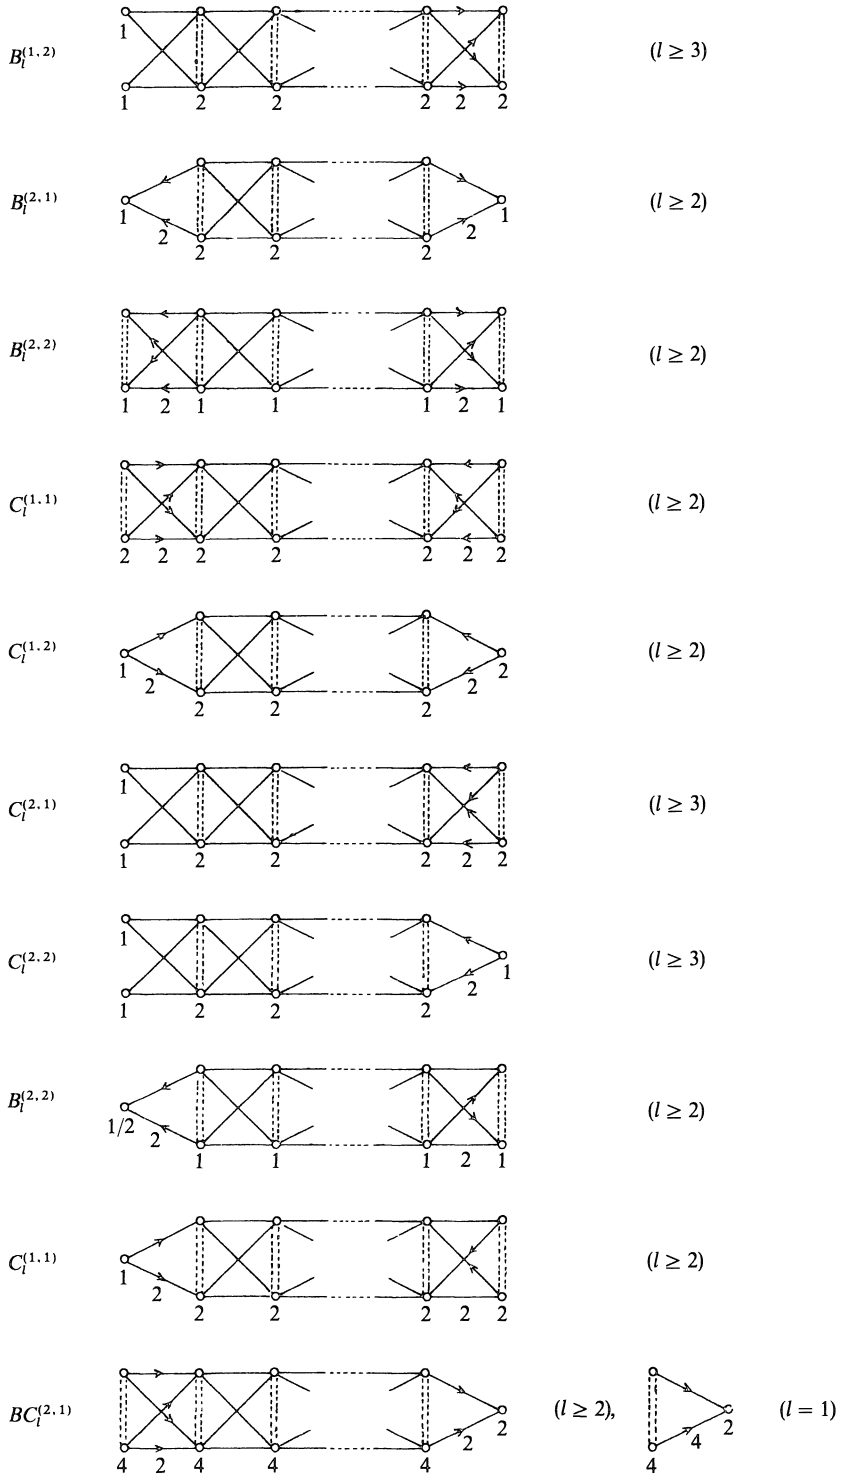 1
B_l^{(1,2)} (l ≥ 3)
1 2 2 2 2 2
B_l^{(2,1)} (l ≥ 2)
1 1
2 2 2 2 2
B_l^{(2,2)} (l ≥ 2)
1 2 1 1 1 2 1
C_l^{(1,1)} (l ≥ 2)
2 2 2 2 2 2 2
C_l^{(1,2)} (l ≥ 2)
1 2
2 2 2 2 2
1
C_l^{(2,1)} (l ≥ 3)
1 2 2 2 2 2
1
C_l^{(2,2)} (l ≥ 3)
1
1 2 2 2 2
B_l^{(2,2)} (l ≥ 2)
1/2 2
1 1 1 2 1
C_l^{(1,1)} (l ≥ 2)
1 2
2 2 2 2 2
BC_l^{(2,1)} (l ≥ 2), (l = 1)
2 2
4 2 4 4 4 2 4 4